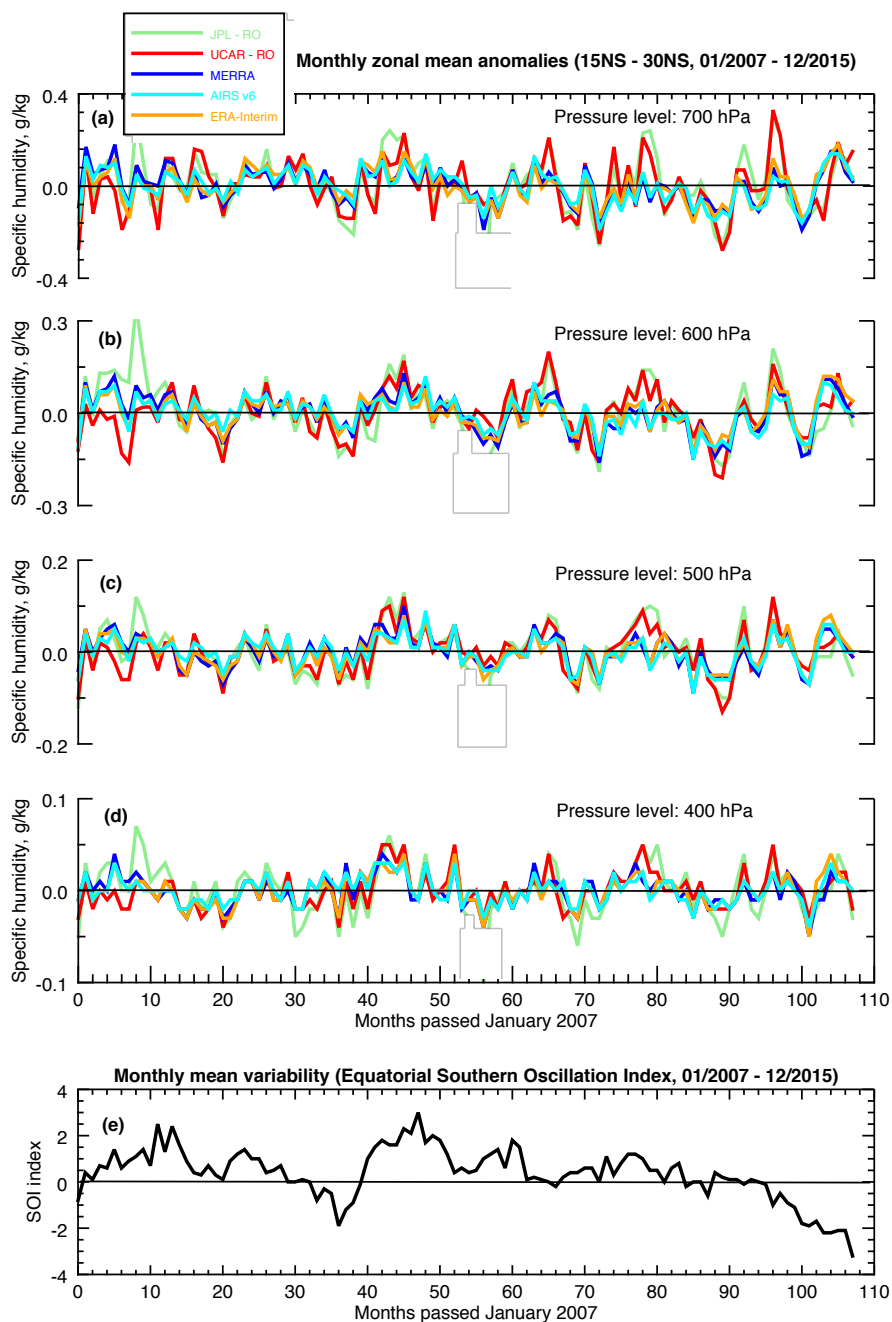 JPL - RO
UCAR - RO
MERRA
AIRS v6
ERA-Interim
Monthly zonal mean anomalies (15NS - 30NS, 01/2007 - 12/2015)
(a)
Pressure level: 700 hPa
Specific humidity, g/kg
0.4
0.0
-0.4
(b)
Pressure level: 600 hPa
Specific humidity, g/kg
0.3
0.0
-0.3
(c)
Pressure level: 500 hPa
Specific humidity, g/kg
0.2
0.0
-0.2
(d)
Pressure level: 400 hPa
Specific humidity, g/kg
0.1
0.0
-0.1
0 10 20 30 40 50 60 70 80 90 100 110
Months passed January 2007
Monthly mean variability (Equatorial Southern Oscillation Index, 01/2007 - 12/2015)
(e)
SOI index
4
2
0
-2
-4
0 10 20 30 40 50 60 70 80 90 100 110
Months passed January 2007